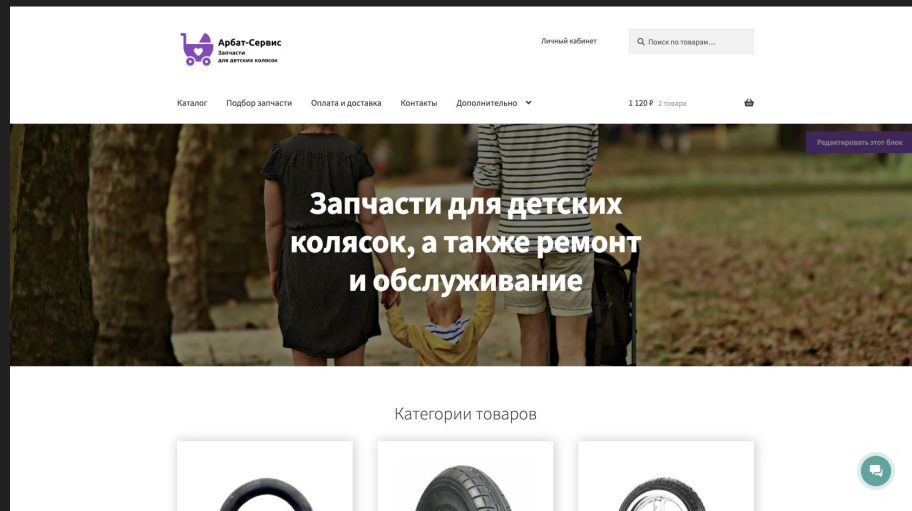 Арбат-Сервис
Запчасти
для детских колясок
Личный кабинет
Поиск по товарам...
Каталог Подбор запчасти Оплата и доставка Контакты Дополнительно
1 120 ₽ 2 товара
Редактировать этот блок
Запчасти для детских
колясок, а также ремонт
и обслуживание
Категории товаров